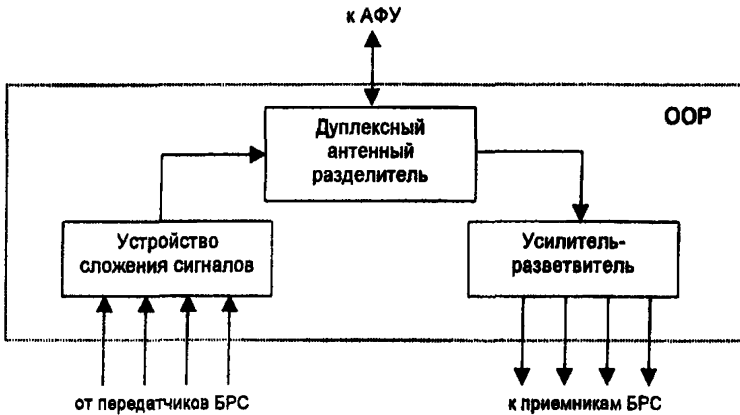 к АФУ
ООР
Дуплексный
антенный
разделитель
Устройство
сложения сигналов
Усилитель-
разветвитель
от передатчиков БРС
к приемникам БРС